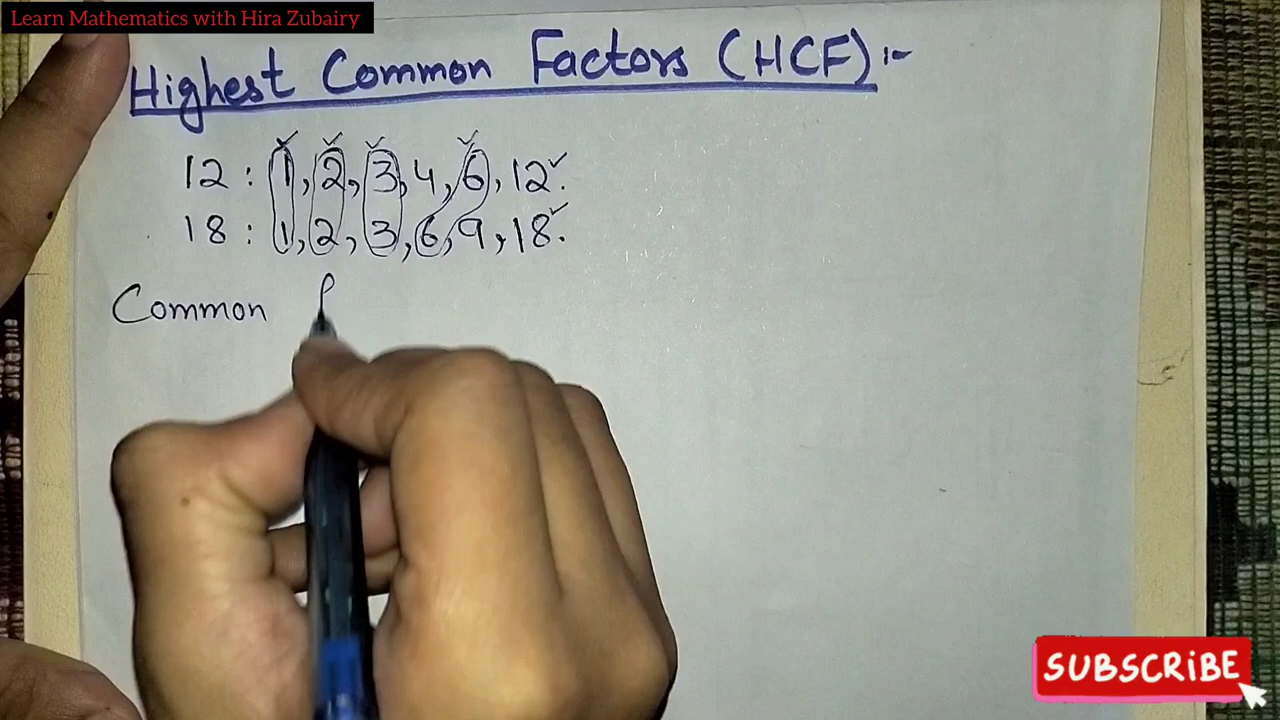 Learn Mathematics with Hira Zubairy
Highest Common Factors (HCF):-
12 : 1, 2, 3, 4, 6, 12.
18 : 1, 2, 3, 6, 9, 18.
Common f
SUBSCRiBE